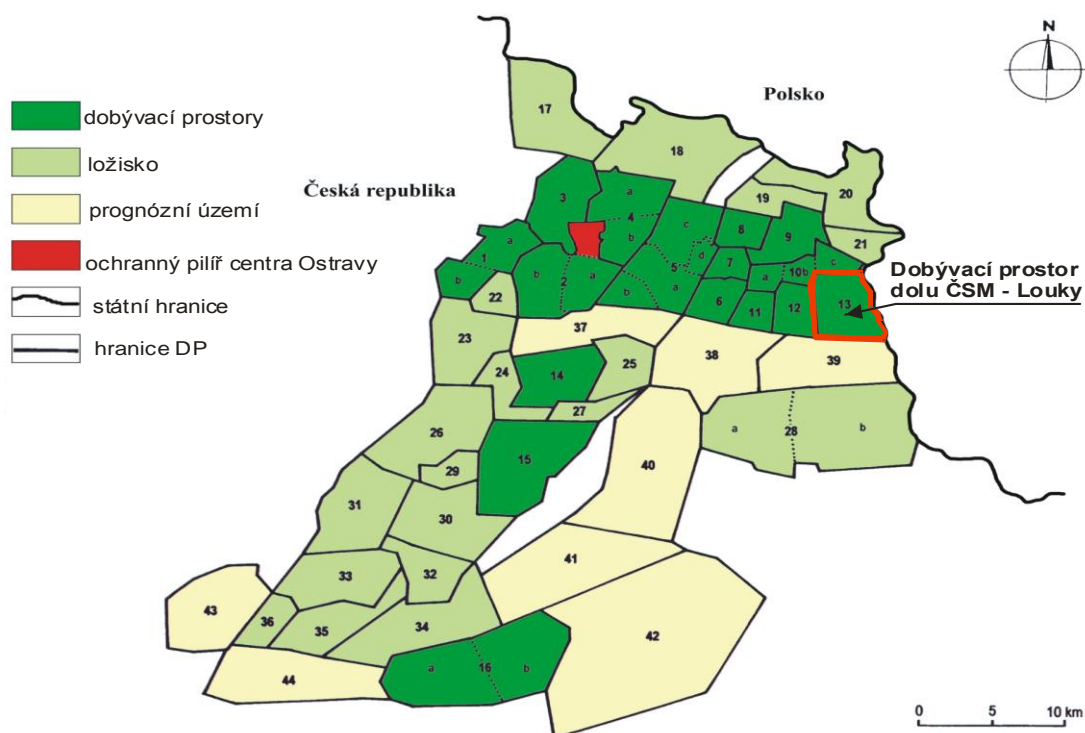 N
Polsko
Česká republika
dobývací prostory
ložisko
prognózní území
ochranný pilíř centra Ostravy
státní hranice
hranice DP
Dobývací prostor
dolu ČSM - Louky
17
18
20
19
21
3
a
4
b
c
d
8
9
7
5
a
10
b
c
a
1
b
b
2
a
b
a
6
11
12
13
22
23
37
38
39
24
14
25
27
26
15
29
a
28
b
40
31
30
33
32
41
43
36
35
34
42
a
16
b
44
0 5 10 km